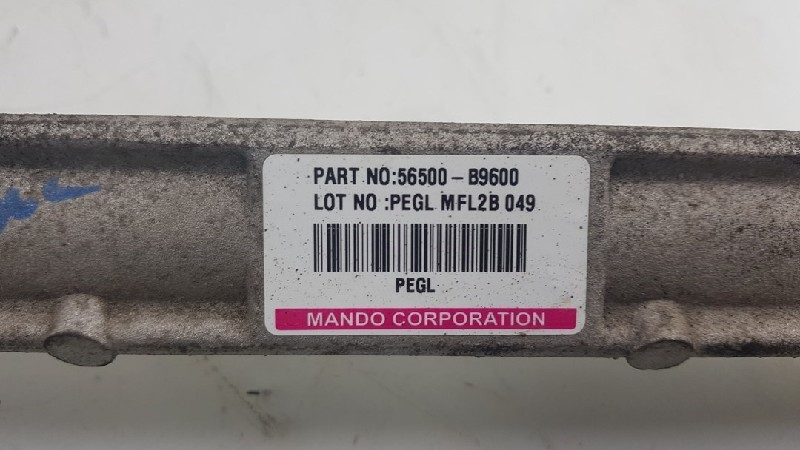 PART NO:56500-B9600
LOT NO :PEGL MFL2B 049
PEGL
MANDO CORPORATION